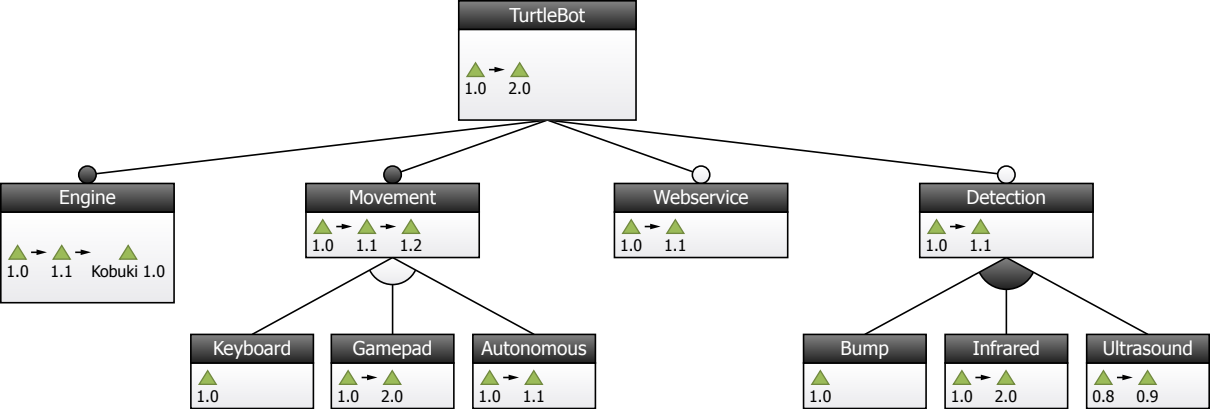 TurtleBot
1.0 2.0
Engine Movement Webservice Detection
1.0 1.1 1.2 1.0 1.1 1.0 1.1
1.0 1.1 Kobuki 1.0
Keyboard Gamepad Autonomous Bump Infrared Ultrasound
1.0 1.0 2.0 1.0 1.1 1.0 1.0 2.0 0.8 0.9